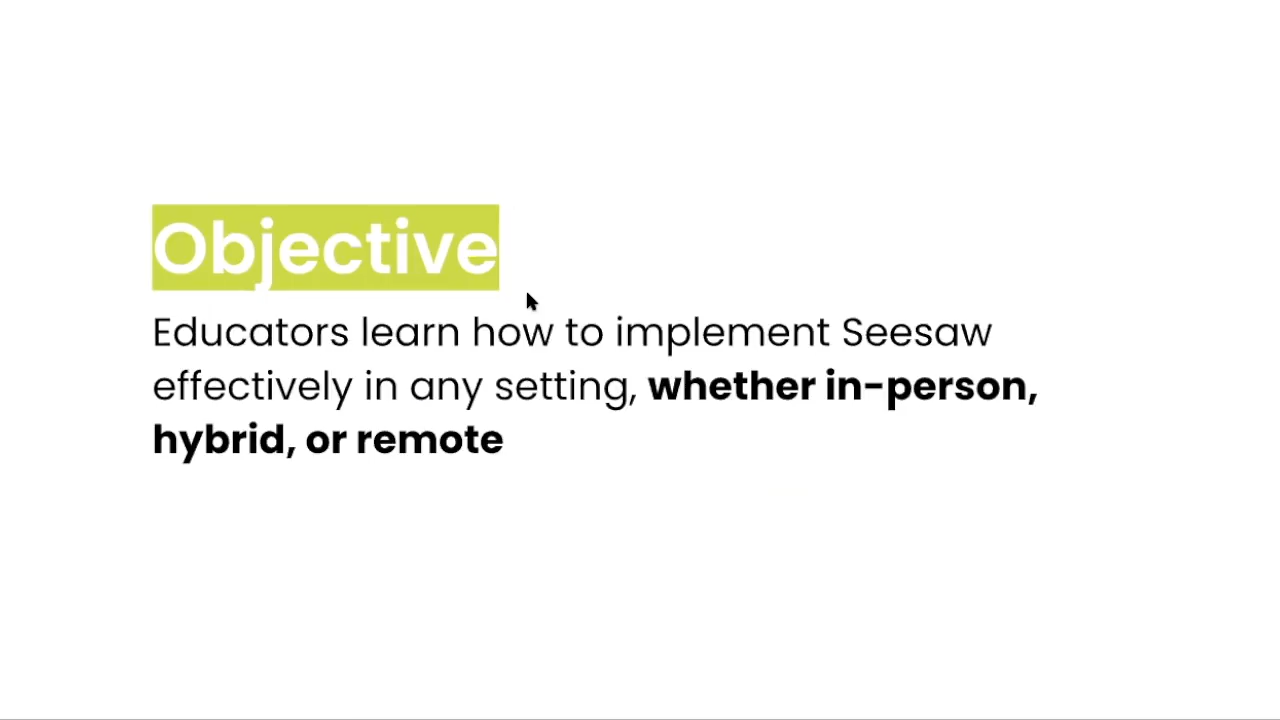 Objective
Educators learn how to implement Seesaw
effectively in any setting, whether in-person,
hybrid, or remote